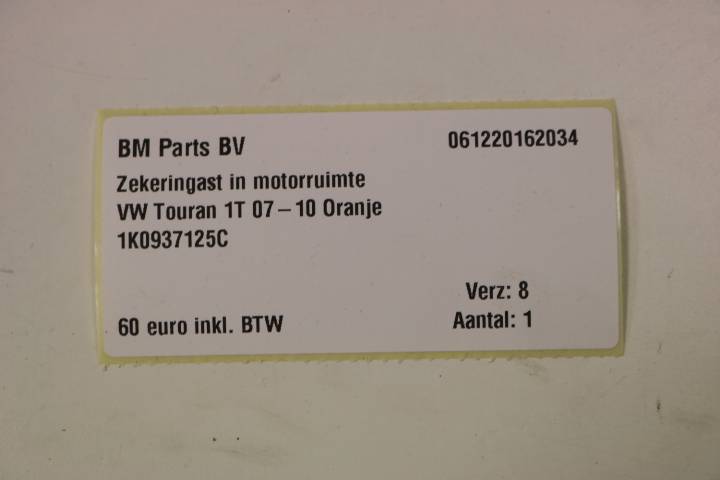 BM Parts BV 061220162034
Zekeringast in motorruimte
VW Touran 1T 07 – 10 Oranje
1K0937125C
Verz: 8
60 euro inkl. BTW Aantal: 1